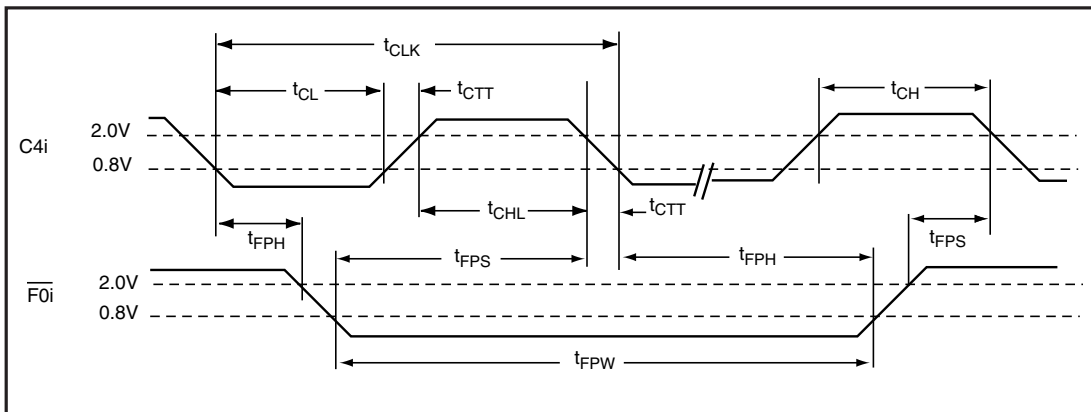 tCLK
tCL
tCTT
tCH
C4i
2.0V
0.8V
tCHL
tCTT
tFPH
tFPS
tFPH
tFPS
F0i
2.0V
0.8V
tFPW